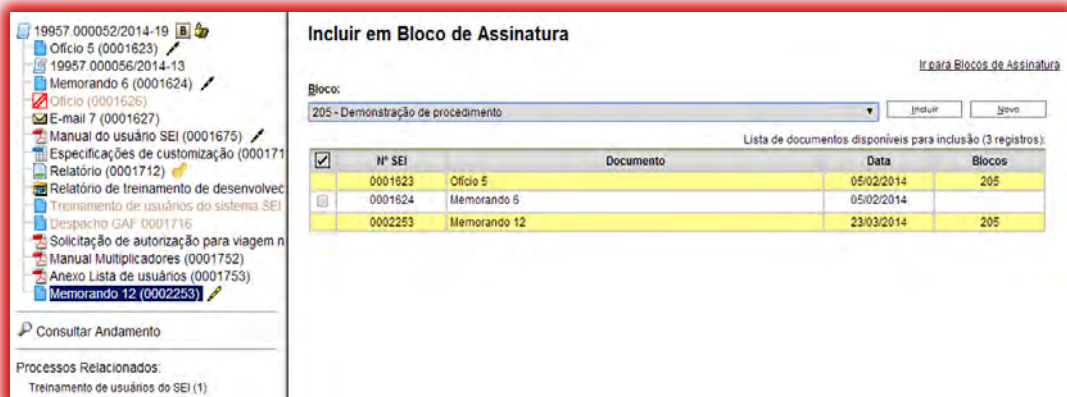 19957.000052/2014-19
Ofício 5 (0001623)
19957.000056/2014-13
Memorando 6 (0001624)
Ofício (0001626)
E-mail 7 (0001627)
Manual do usuário SEI (0001675)
Especificações de customização (000171
Relatório (0001712)
Relatório de treinamento de desenvolvec
Treinamento de usuários do sistema SEI
Despacho GAF 0001716
Solicitação de autorização para viagem n
Manual Multiplicadores (0001752)
Anexo Lista de usuários (0001753)
Memorando 12 (0002253)
Consultar Andamento
Processos Relacionados:
Treinamento de usuários do SEI (1)
Incluir em Bloco de Assinatura
Ir para Blocos de Assinatura
Bloco:
205 - Demonstração de procedimento
Incluir Novo
Lista de documentos disponíveis para inclusão (3 registros):
Nº SEI Documento Data Blocos
0001623 Ofício 5 05/02/2014 205
0001624 Memorando 6 05/02/2014
0002253 Memorando 12 23/03/2014 205